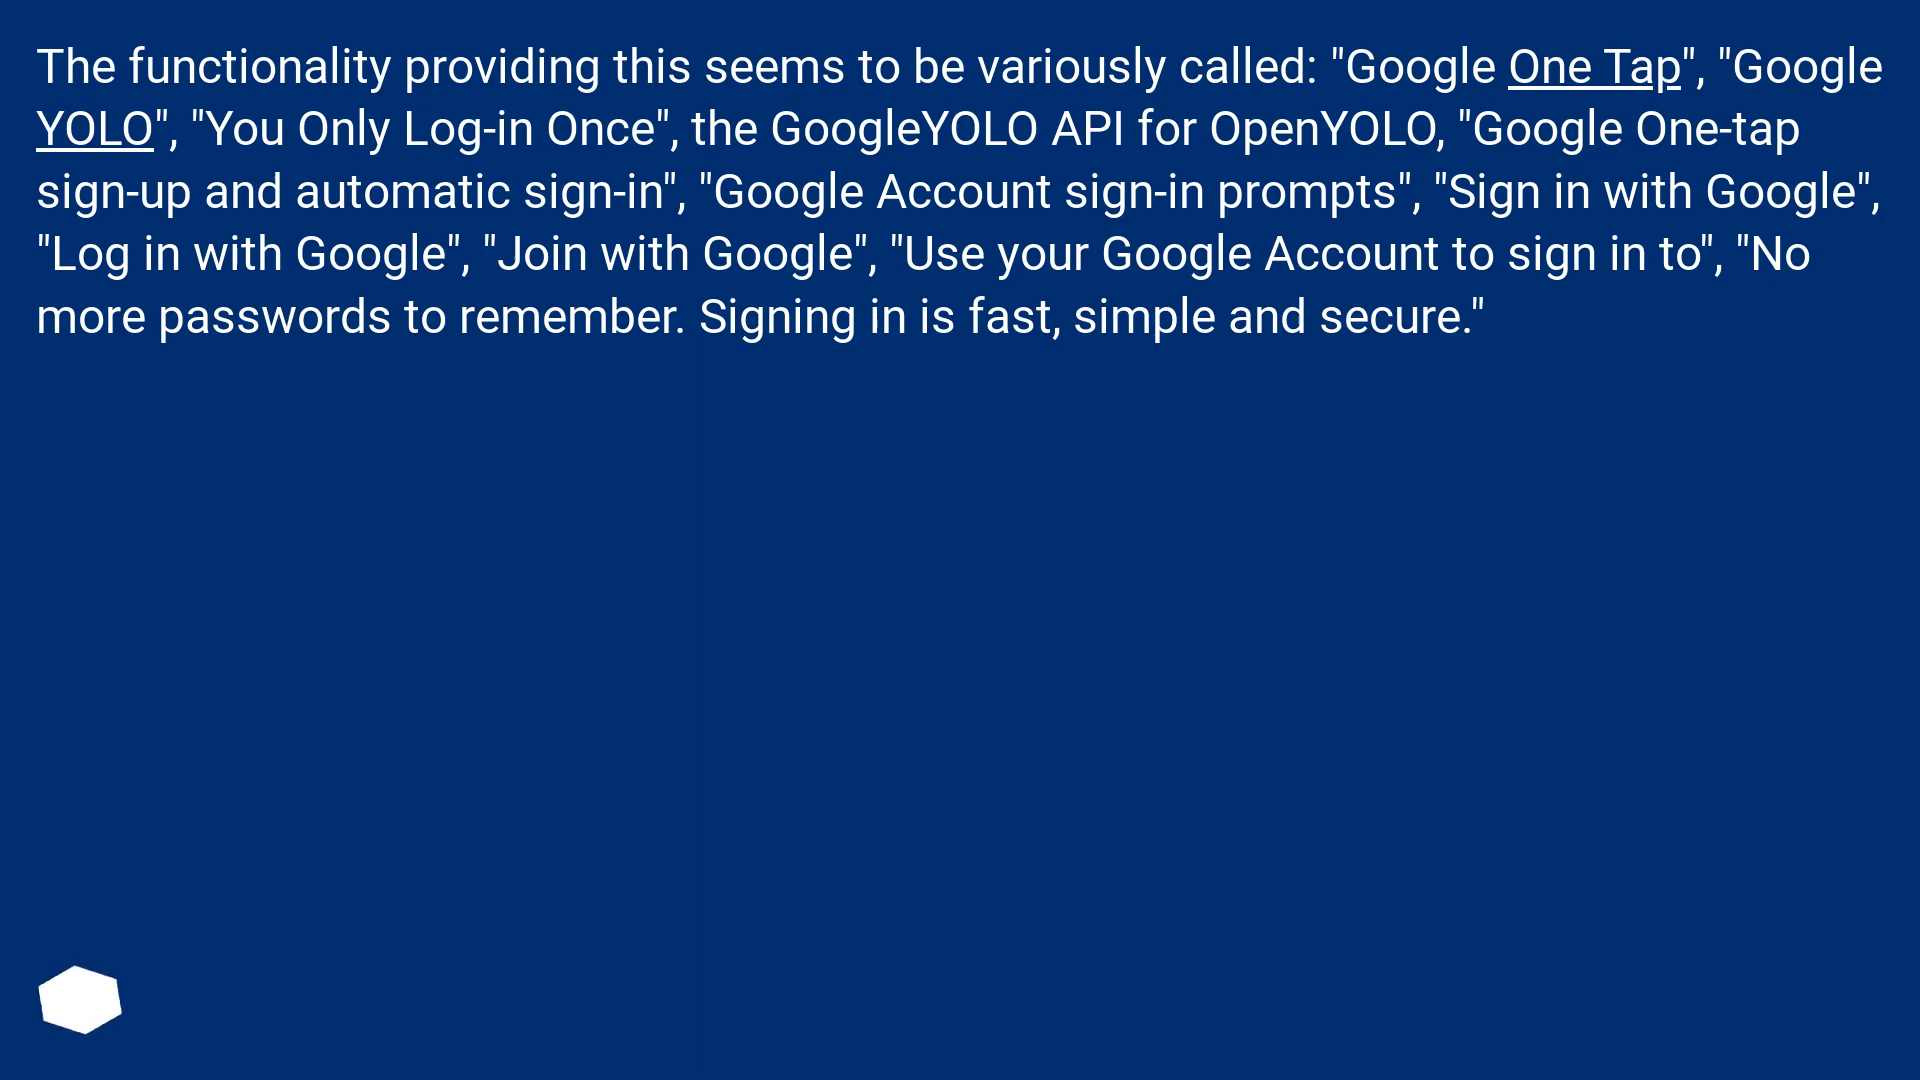 The functionality providing this seems to be variously called: "Google One Tap", "Google
YOLO", "You Only Log-in Once", the GoogleYOLO API for OpenYOLO, "Google One-tap
sign-up and automatic sign-in", "Google Account sign-in prompts", "Sign in with Google",
"Log in with Google", "Join with Google", "Use your Google Account to sign in to", "No
more passwords to remember. Signing in is fast, simple and secure."